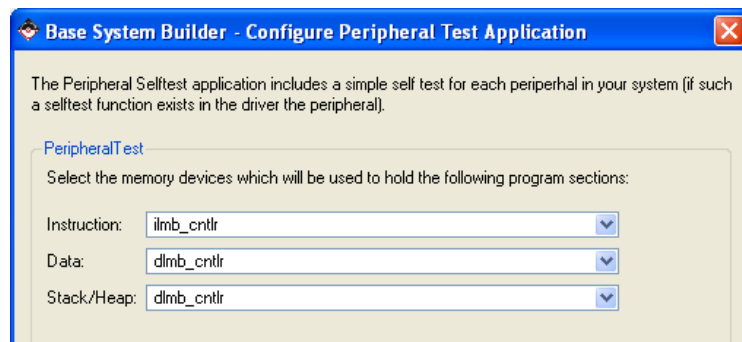 Base System Builder - Configure Peripheral Test Application
The Peripheral Selftest application includes a simple self test for each periperhal in your system (if such
a selftest function exists in the driver the peripheral).
PeripheralTest
Select the memory devices which will be used to hold the following program sections:
Instruction: ilmb_cntlr
Data: dlmb_cntlr
Stack/Heap: dlmb_cntlr